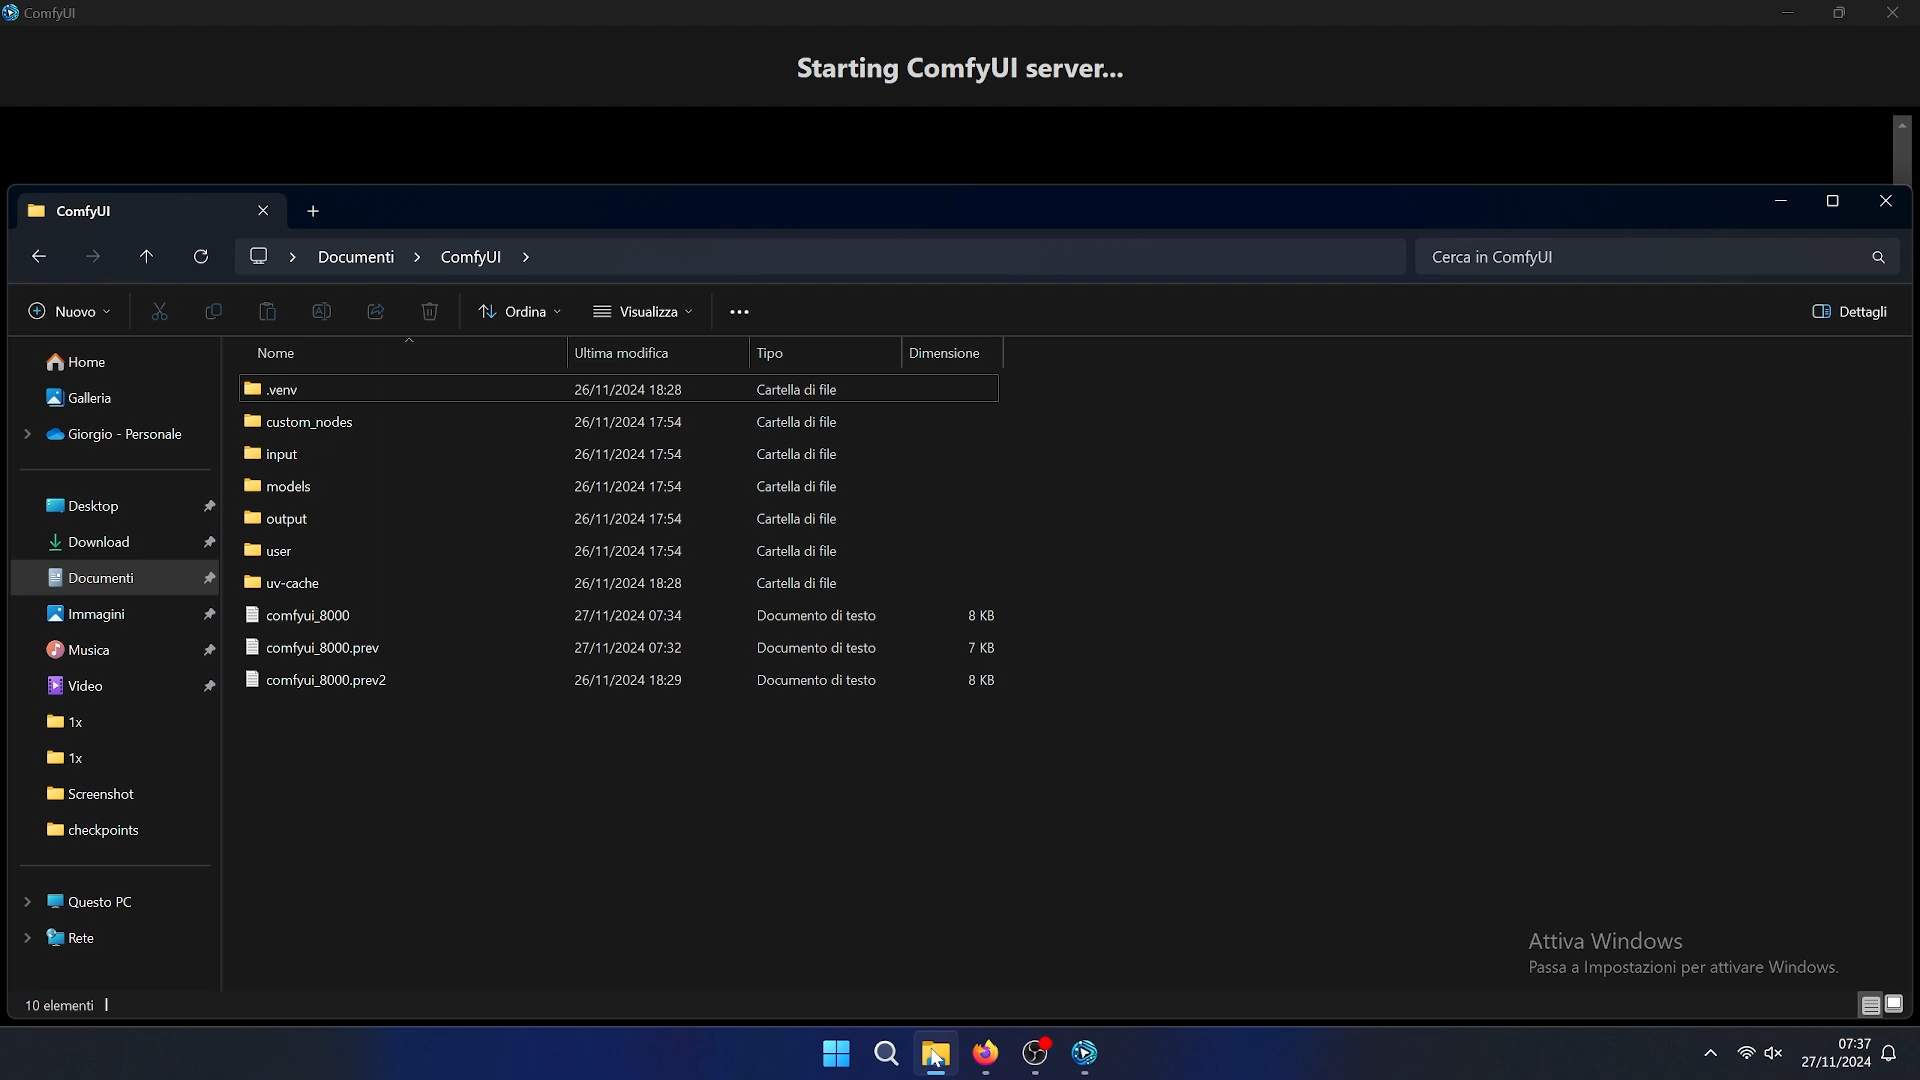 ComfyUI
Starting ComfyUI server...
ComfyUI
Documenti ComfyUI
Cerca in ComfyUI
Nuovo Ordina Visualizza Dettagli
Nome Ultima modifica Tipo Dimensione
.venv 26/11/2024 18:28 Cartella di file
custom_nodes 26/11/2024 17:54 Cartella di file
input 26/11/2024 17:54 Cartella di file
models 26/11/2024 17:54 Cartella di file
output 26/11/2024 17:54 Cartella di file
user 26/11/2024 17:54 Cartella di file
uv-cache 26/11/2024 18:28 Cartella di file
comfyui_8000 27/11/2024 07:34 Documento di testo 8 KB
comfyui_8000.prev 27/11/2024 07:32 Documento di testo 7 KB
comfyui_8000.prev2 26/11/2024 18:29 Documento di testo 8 KB
Home
Galleria
Giorgio - Personale
Desktop
Download
Documenti
Immagini
Musica
Video
1x
1x
Screenshot
checkpoints
Questo PC
Rete
Attiva Windows
Passa a Impostazioni per attivare Windows.
10 elementi
07:37
27/11/2024